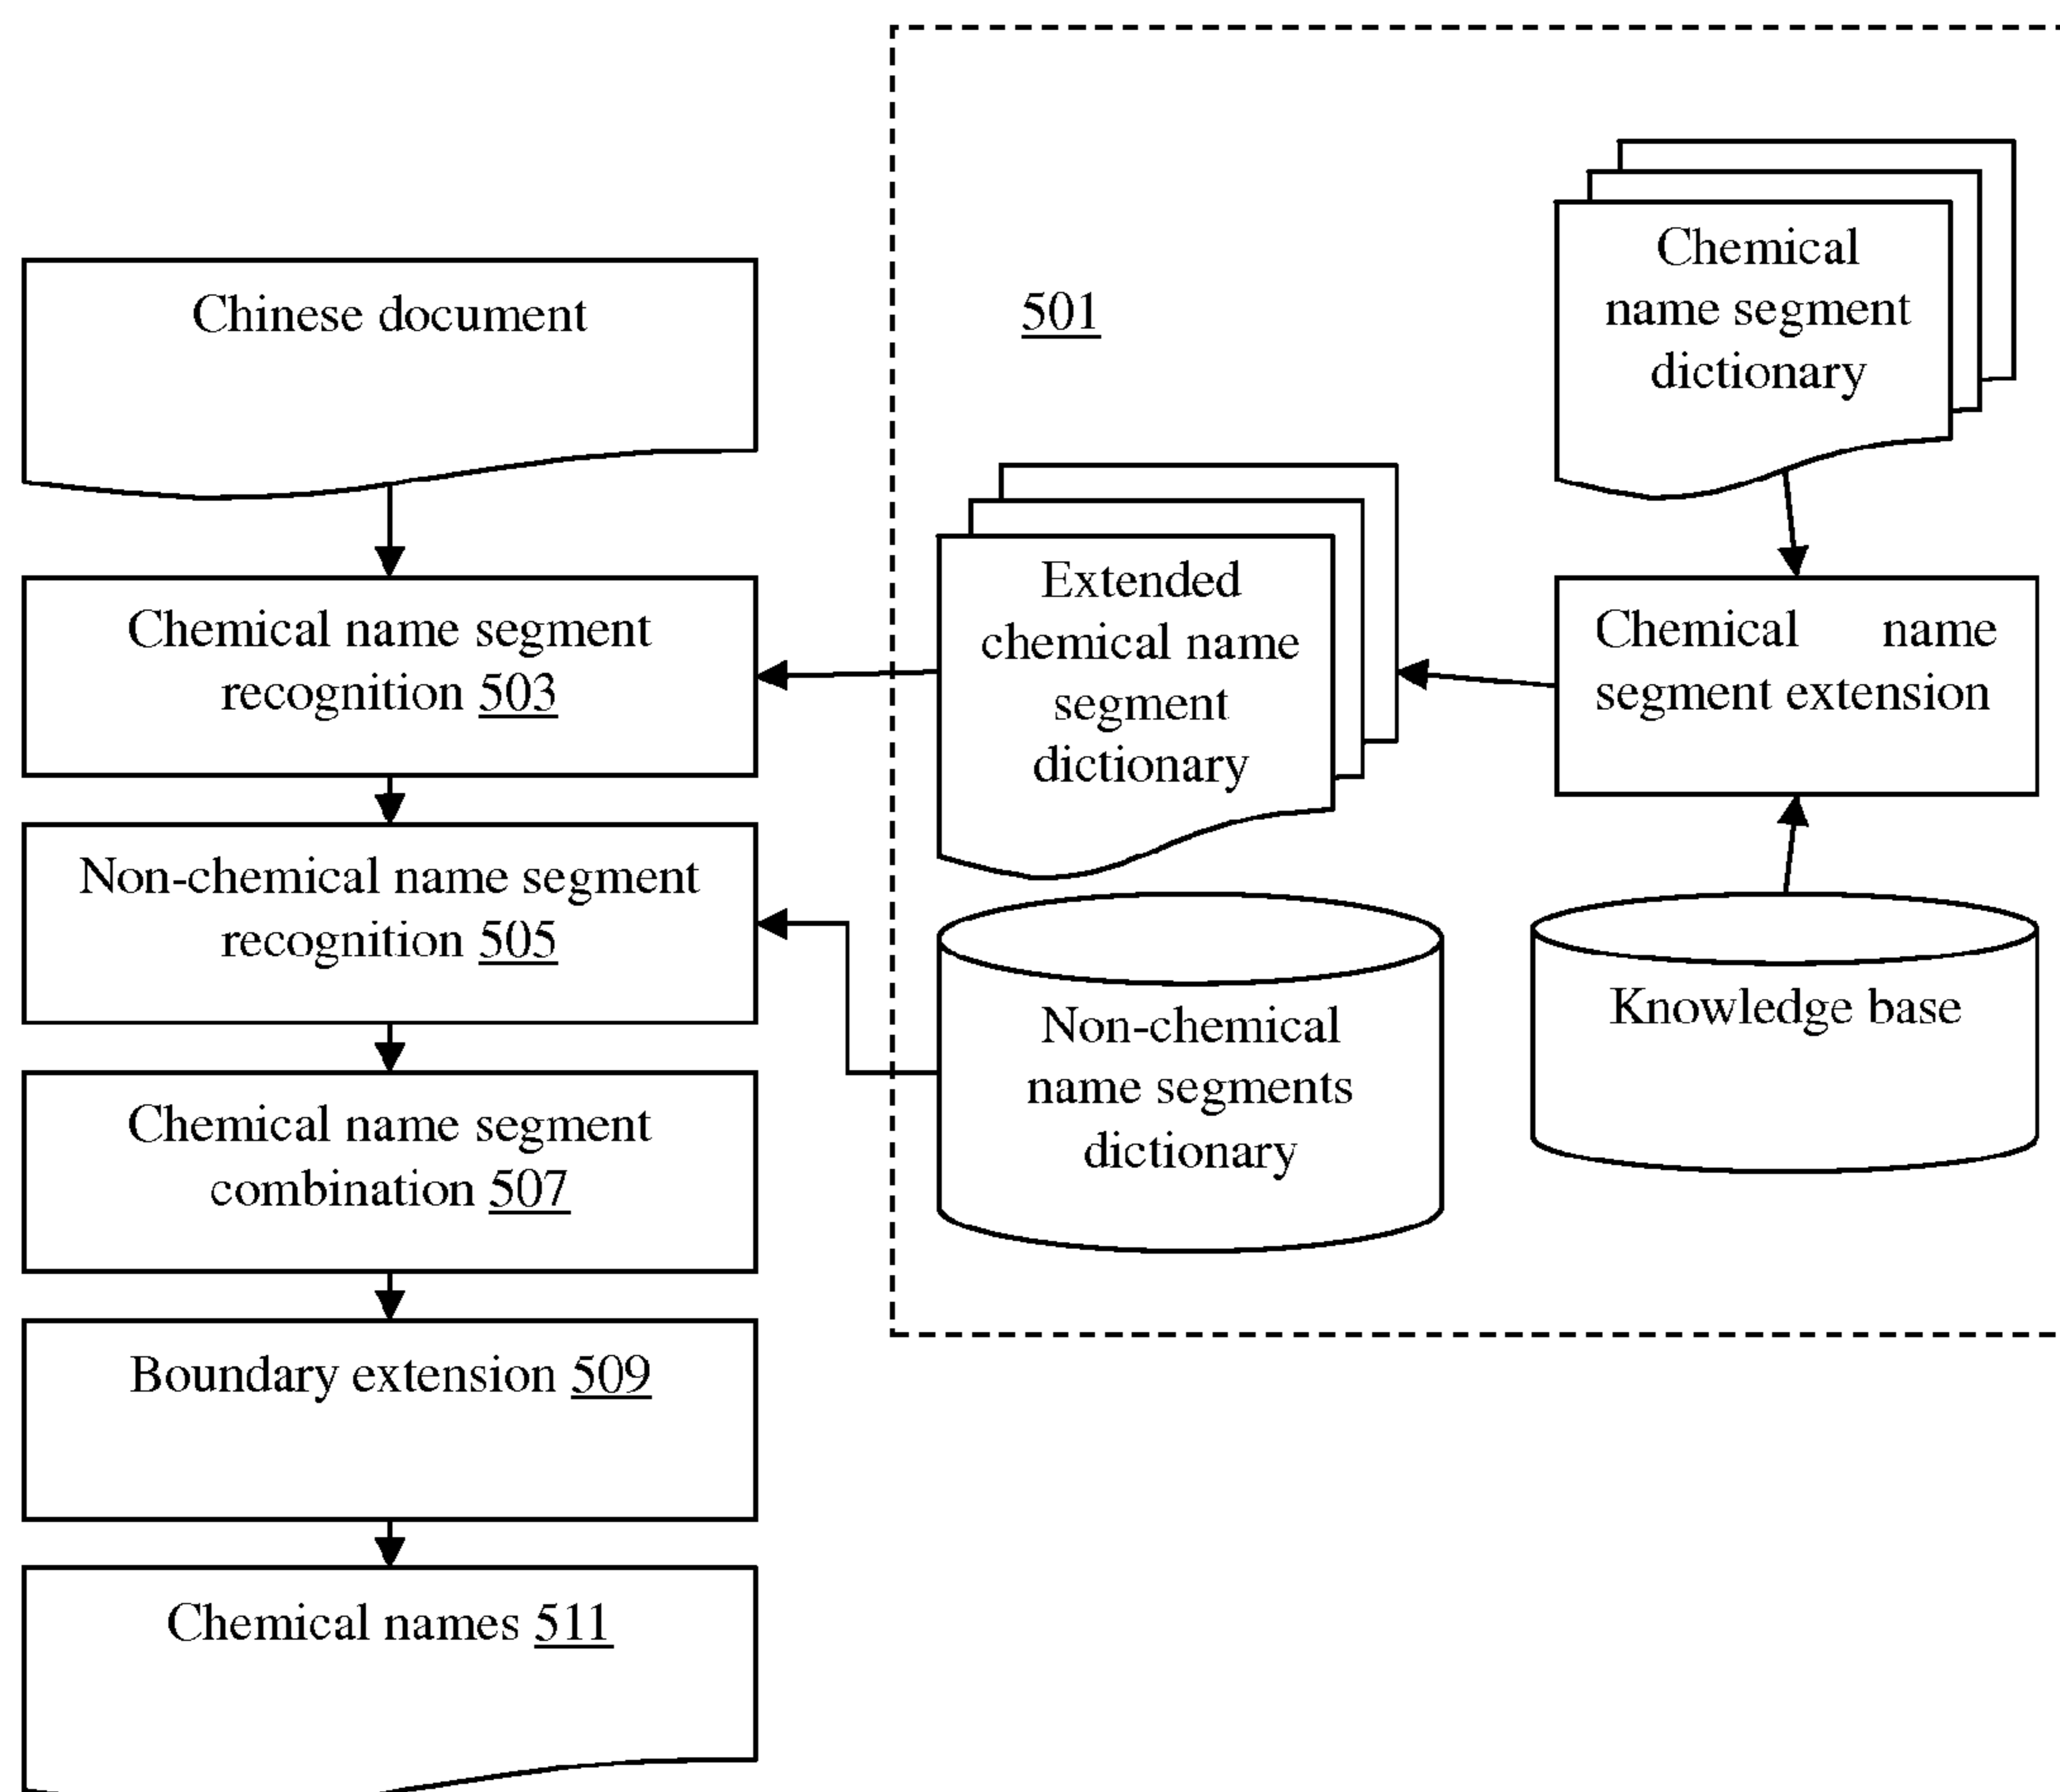 Chinese document
Chemical name segment
recognition 503
Non-chemical name segment
recognition 505
Chemical name segment
combination 507
Boundary extension 509
Chemical names 511
501
Extended
chemical name
segment
dictionary
Non-chemical
name segments
dictionary
Chemical
name segment
dictionary
Chemical name
segment extension
Knowledge base